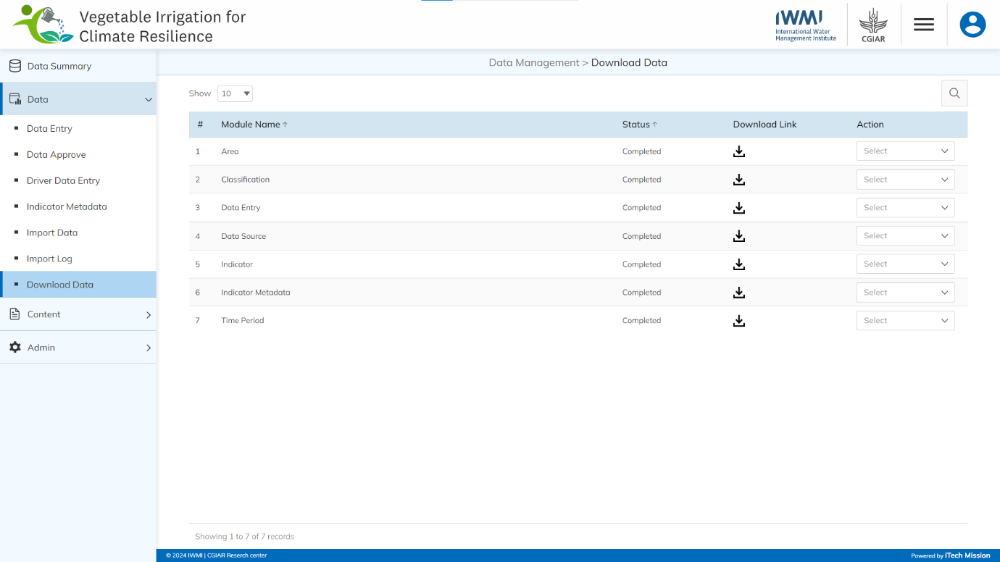 Vegetable Irrigation for
Climate Resilience
IWMI
International Water
Management Institute
CGIAR
Data Summary
Data
Data Entry
Data Approve
Driver Data Entry
Indicator Metadata
Import Data
Import Log
Download Data
Content
Admin
Data Management > Download Data
Show 10
# Module Name ↑ Status ↑ Download Link Action
1 Area Completed Select
2 Classification Completed Select
3 Data Entry Completed Select
4 Data Source Completed Select
5 Indicator Completed Select
6 Indicator Metadata Completed Select
7 Time Period Completed Select
Showing 1 to 7 of 7 records
© 2024 IWMI | CGIAR Reserch center
Powered by iTech Mission